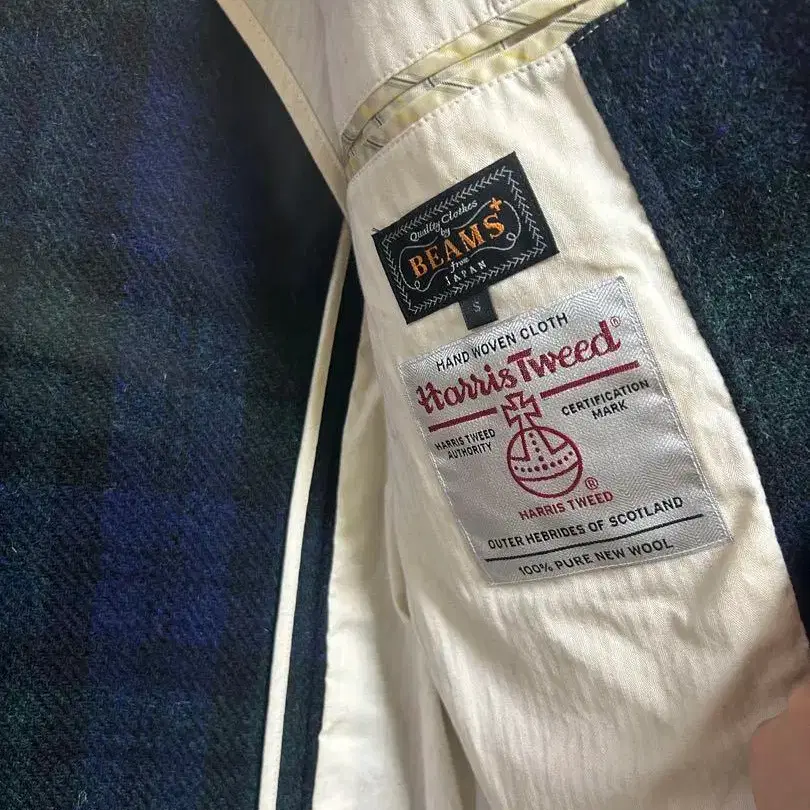 Quality Clothes
by
BEAMS+
from
JAPAN
S
HAND WOVEN CLOTH
Harris Tweed®
HARRIS TWEED
AUTHORITY
CERTIFICATION
MARK
®
HARRIS TWEED
OUTER HEBRIDES OF SCOTLAND
100% PURE NEW WOOL